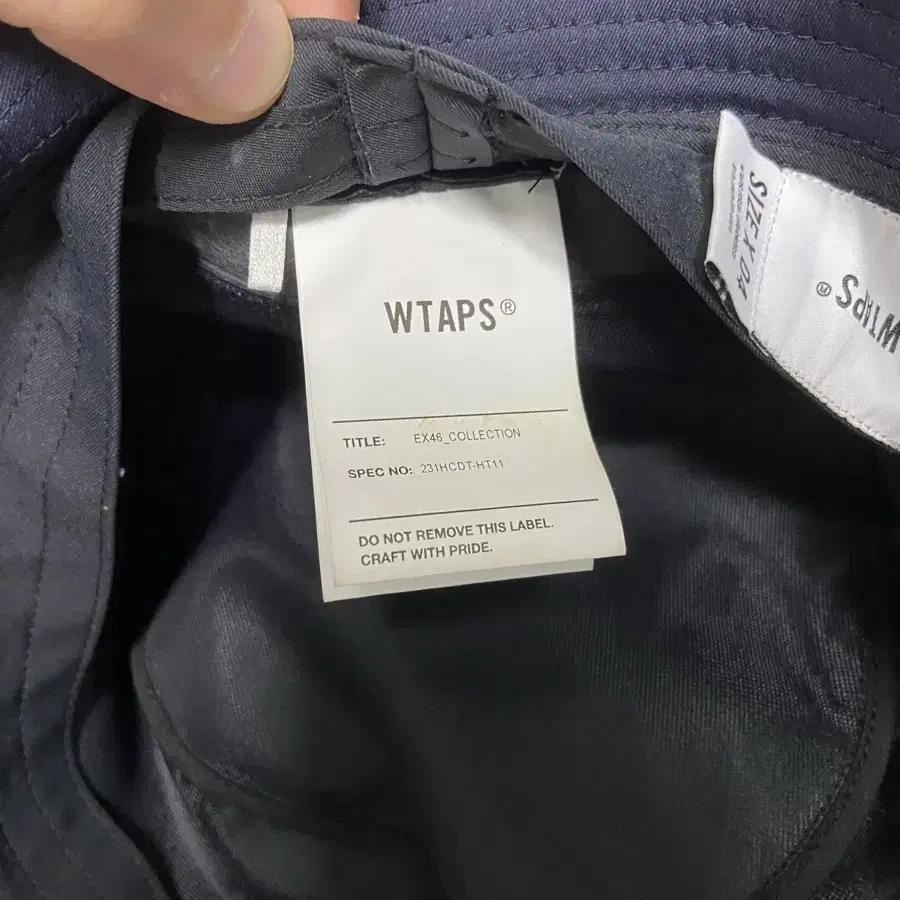 WTAPS®
TITLE: EX46_COLLECTION
SPEC NO: 231HCDT-HT11
DO NOT REMOVE THIS LABEL.
CRAFT WITH PRIDE.
SIZE X 04
WTAPS®